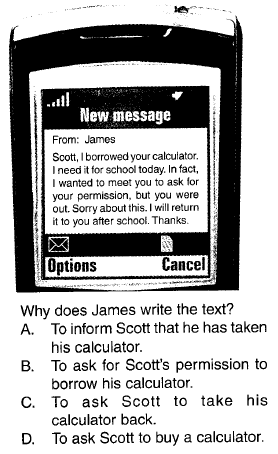 New message
From: James
Scott, I borrowed your calculator.
I need it for school today. In fact,
I wanted to meet you to ask for
your permission, but you were
out. Sorry about this. I will return
it to you after school. Thanks.
Options Cancel
Why does James write the text?
A. To inform Scott that he has taken
his calculator.
B. To ask for Scott's permission to
borrow his calculator.
C. To ask Scott to take his
calculator back.
D. To ask Scott to buy a calculator.